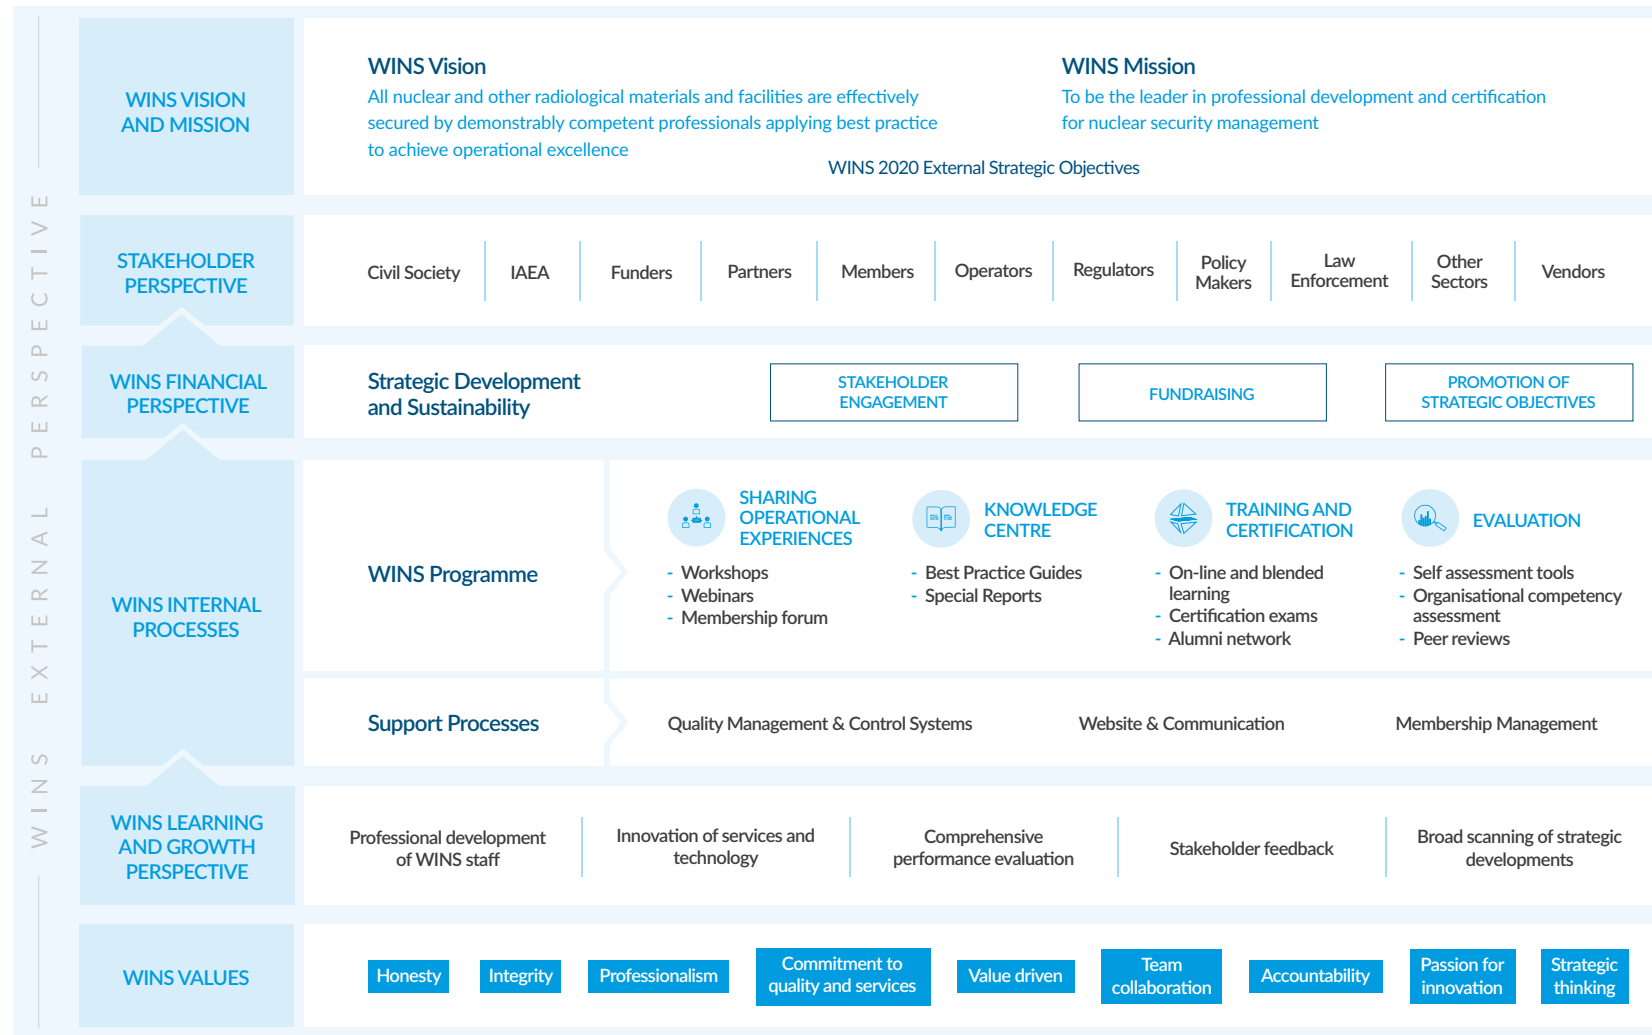 WINS EXTERNAL PERSPECTIVE
WINS VISION
AND MISSION
WINS Vision
All nuclear and other radiological materials and facilities are effectively
secured by demonstrably competent professionals applying best practice
to achieve operational excellence
WINS Mission
To be the leader in professional development and certification
for nuclear security management
WINS 2020 External Strategic Objectives
STAKEHOLDER
PERSPECTIVE
Civil Society
IAEA
Funders
Partners
Members
Operators
Regulators
Policy
Makers
Law
Enforcement
Other
Sectors
Vendors
WINS FINANCIAL
PERSPECTIVE
Strategic Development
and Sustainability
STAKEHOLDER
ENGAGEMENT
FUNDRAISING
PROMOTION OF
STRATEGIC OBJECTIVES
WINS INTERNAL
PROCESSES
WINS Programme
SHARING
OPERATIONAL
EXPERIENCES
- Workshops
- Webinars
- Membership forum
KNOWLEDGE
CENTRE
- Best Practice Guides
- Special Reports
TRAINING AND
CERTIFICATION
- On-line and blended
learning
- Certification exams
- Alumni network
EVALUATION
- Self assessment tools
- Organisational competency
assessment
- Peer reviews
Support Processes
Quality Management & Control Systems
Website & Communication
Membership Management
WINS LEARNING
AND GROWTH
PERSPECTIVE
Professional development
of WINS staff
Innovation of services and
technology
Comprehensive
performance evaluation
Stakeholder feedback
Broad scanning of strategic
developments
WINS VALUES
Honesty
Integrity
Professionalism
Commitment to
quality and services
Value driven
Team
collaboration
Accountability
Passion for
innovation
Strategic
thinking